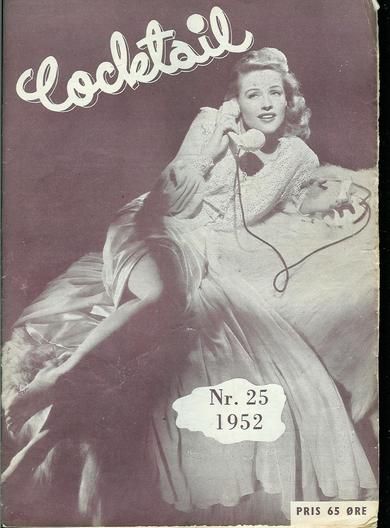 Cocktail
Nr. 25
1952
PRIS 65 ØRE